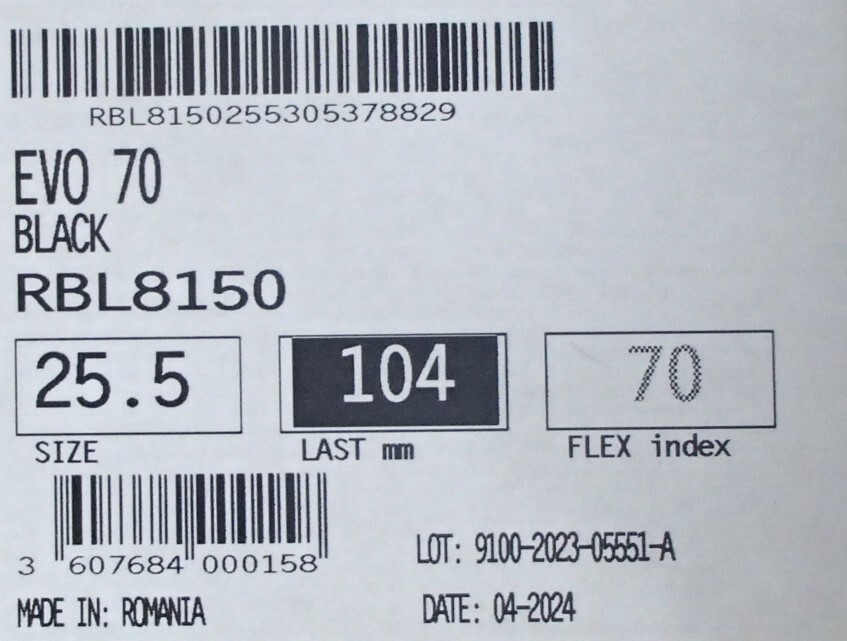 RBL8150255305378829
EVO 70
BLACK
RBL8150
25.5 104 70
SIZE LAST mm FLEX index
3 607684 000158
LOT: 9100-2023-05551-A
MADE IN: ROMANIA DATE: 04-2024